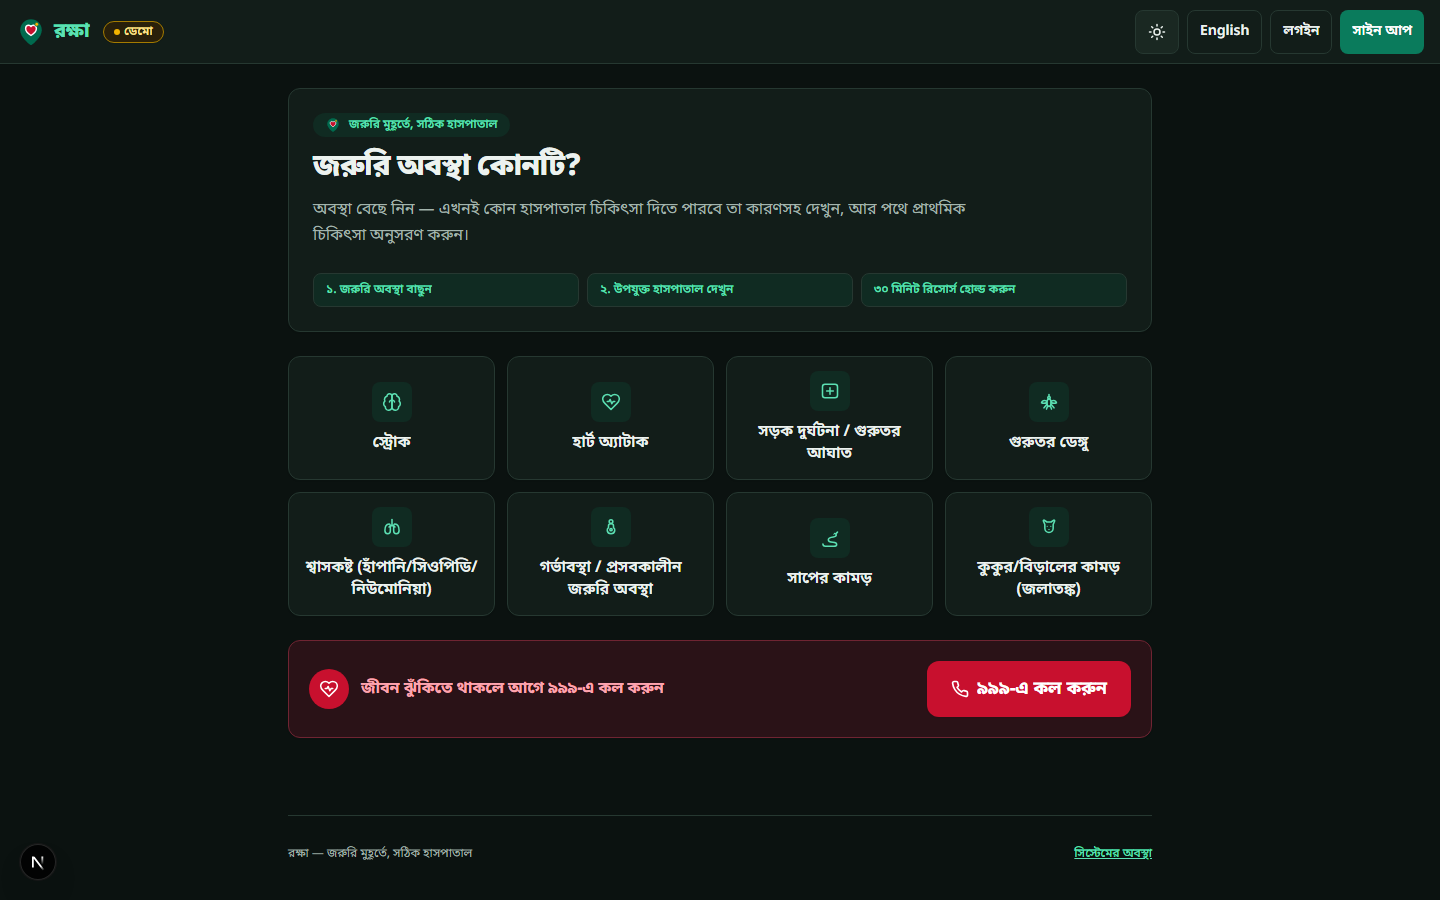 রক্ষা
ডেমো
English
লগইন
সাইন আপ
জরুরি মুহূর্তে, সঠিক হাসপাতাল
জরুরি অবস্থা কোনটি?
অবস্থা বেছে নিন — এখনই কোন হাসপাতাল চিকিৎসা দিতে পারবে তা কারণসহ দেখুন, আর পথে প্রাথমিক
চিকিৎসা অনুসরণ করুন।
১. জরুরি অবস্থা বাছুন
২. উপযুক্ত হাসপাতাল দেখুন
৩০ মিনিট রিসোর্স হোল্ড করুন
স্ট্রোক
হার্ট অ্যাটাক
সড়ক দুর্ঘটনা / গুরুতর
আঘাত
গুরুতর ডেঙ্গু
শ্বাসকষ্ট (হাঁপানি/সিওপিডি/
নিউমোনিয়া)
গর্ভাবস্থা / প্রসবকালীন
জরুরি অবস্থা
সাপের কামড়
কুকুর/বিড়ালের কামড়
(জলাতঙ্ক)
জীবন ঝুঁকিতে থাকলে আগে ৯৯৯-এ কল করুন
৯৯৯-এ কল করুন
রক্ষা — জরুরি মুহূর্তে, সঠিক হাসপাতাল
সিস্টেমের অবস্থা
N